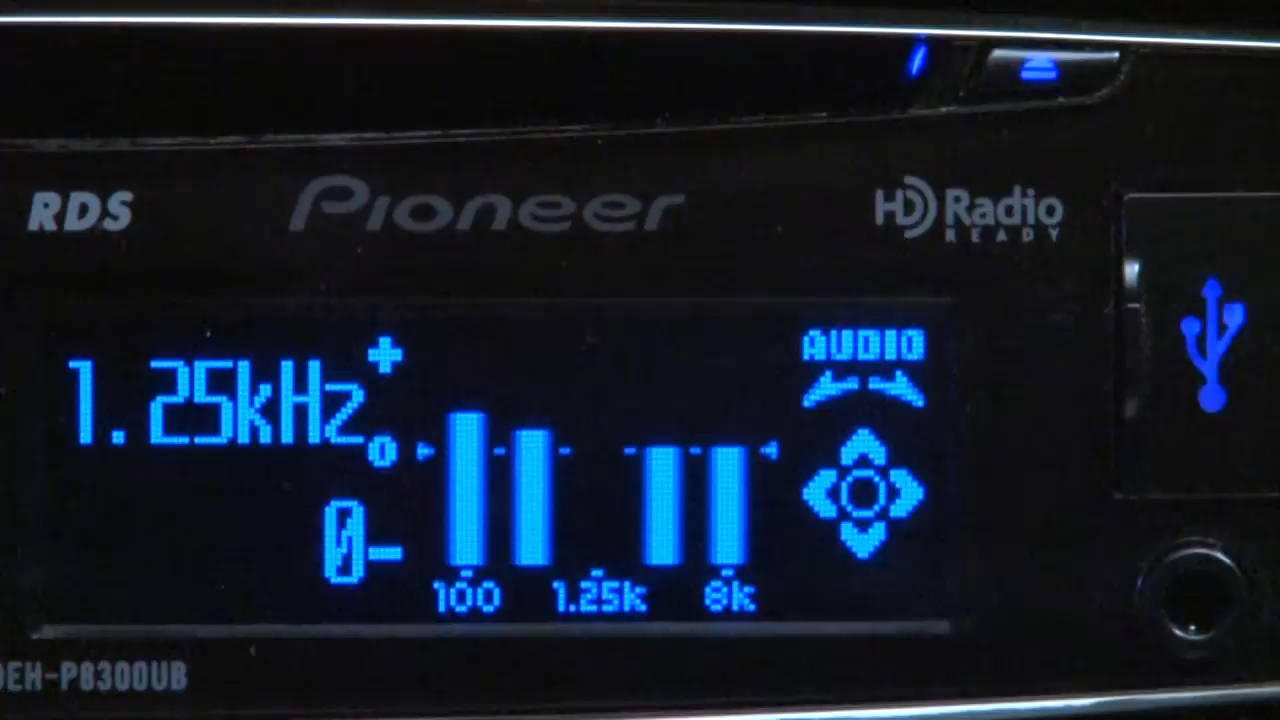 RDS Pioneer HD Radio
READY
1.25kHz + AUDIO
0
0 -
100 1.25k 8k
DEH-P8300UB